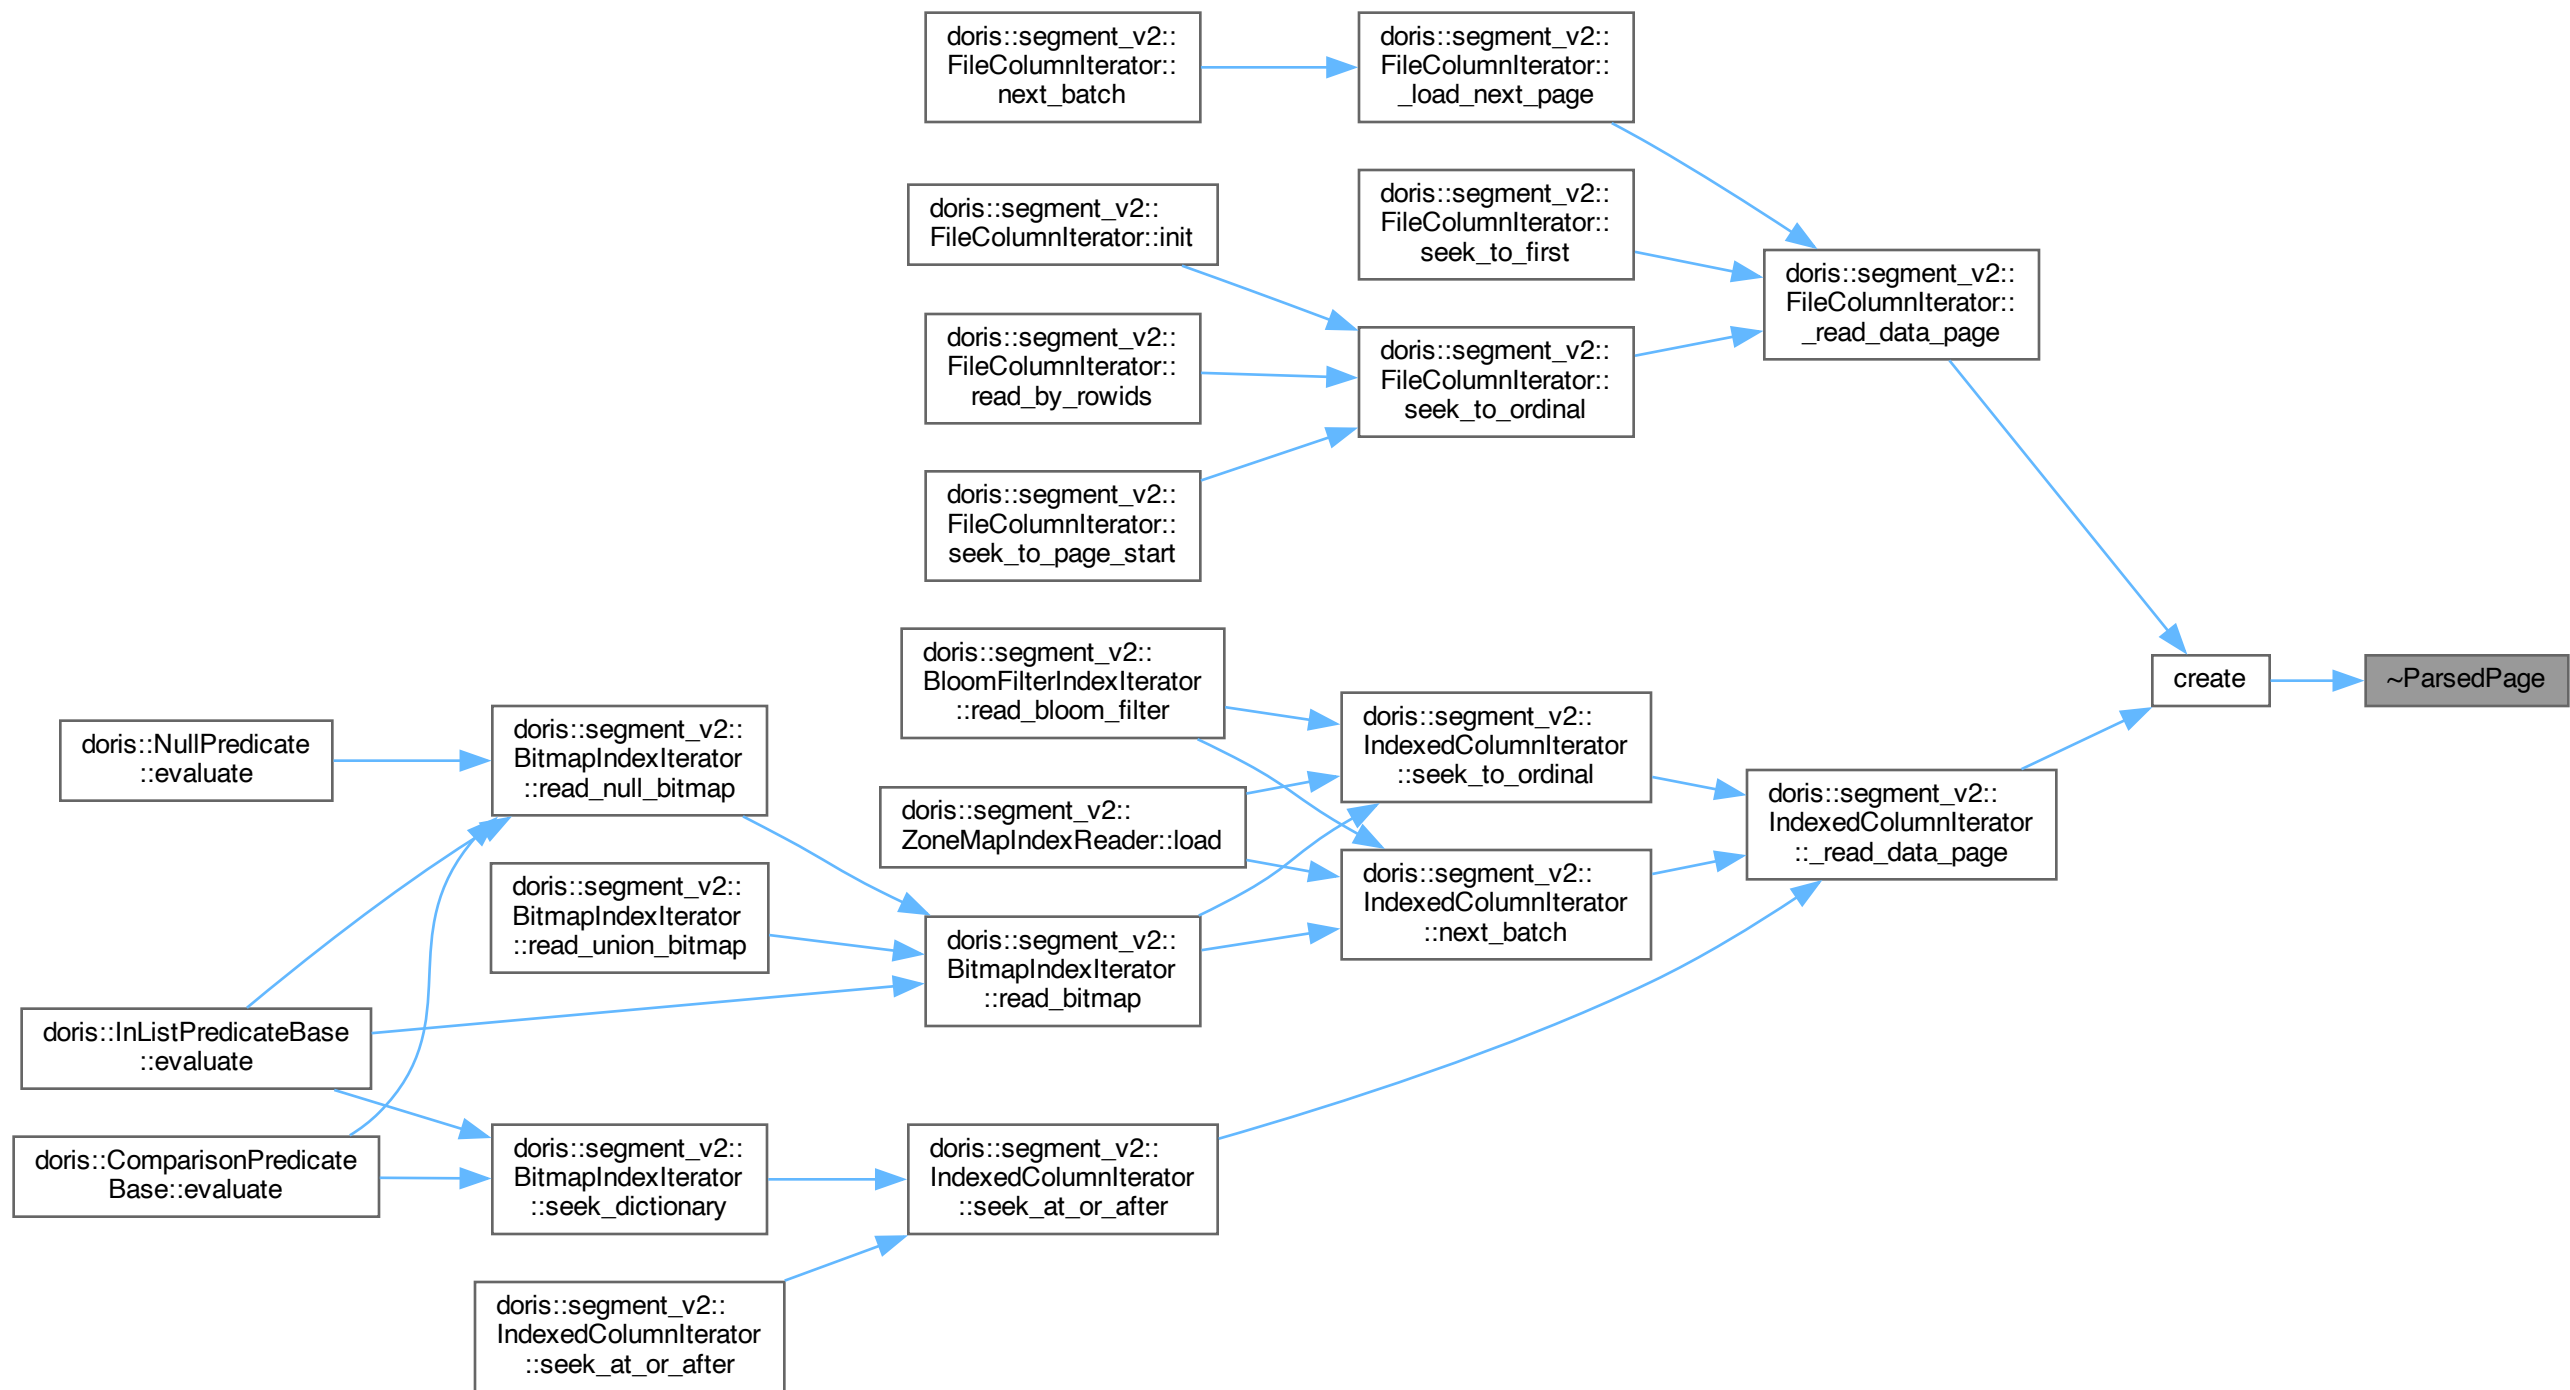 doris::segment_v2::
FileColumnIterator::
next_batch
doris::segment_v2::
FileColumnIterator::
_load_next_page
doris::segment_v2::
FileColumnIterator::init
doris::segment_v2::
FileColumnIterator::
seek_to_first
doris::segment_v2::
FileColumnIterator::
_read_data_page
doris::segment_v2::
FileColumnIterator::
read_by_rowids
doris::segment_v2::
FileColumnIterator::
seek_to_ordinal
doris::segment_v2::
FileColumnIterator::
seek_to_page_start
doris::segment_v2::
BloomFilterIndexIterator
::read_bloom_filter
create
~ParsedPage
doris::NullPredicate
::evaluate
doris::segment_v2::
BitmapIndexIterator
::read_null_bitmap
doris::segment_v2::
ZoneMapIndexReader::load
doris::segment_v2::
IndexedColumnIterator
::seek_to_ordinal
doris::segment_v2::
IndexedColumnIterator
::_read_data_page
doris::segment_v2::
BitmapIndexIterator
::read_union_bitmap
doris::segment_v2::
BitmapIndexIterator
::read_bitmap
doris::segment_v2::
IndexedColumnIterator
::next_batch
doris::InListPredicateBase
::evaluate
doris::ComparisonPredicate
Base::evaluate
doris::segment_v2::
BitmapIndexIterator
::seek_dictionary
doris::segment_v2::
IndexedColumnIterator
::seek_at_or_after
doris::segment_v2::
IndexedColumnIterator
::seek_at_or_after